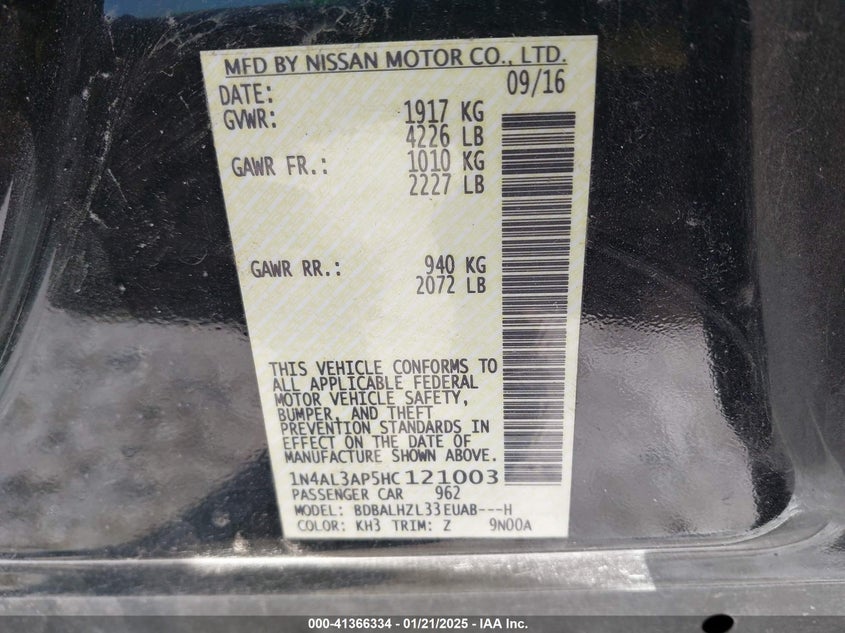 MFD BY NISSAN MOTOR CO., LTD.
DATE: 09/16
GVWR: 1917 KG
4226 LB
GAWR FR.: 1010 KG
2227 LB
GAWR RR.: 940 KG
2072 LB
THIS VEHICLE CONFORMS TO
ALL APPLICABLE FEDERAL
MOTOR VEHICLE SAFETY,
BUMPER, AND THEFT
PREVENTION STANDARDS IN
EFFECT ON THE DATE OF
MANUFACTURE SHOWN ABOVE.
1N4AL3AP5HC121003
PASSENGER CAR 962
MODEL: BDBALHZL33EUAB---H
COLOR: KH3 TRIM: Z 9N00A
000-41366334 - 01/21/2025 - IAA Inc.